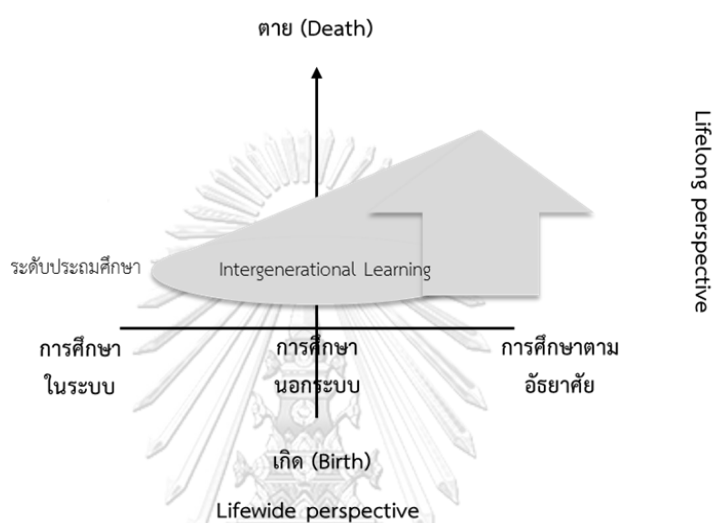 ตาย (Death)
Lifelong perspective
ระดับประถมศึกษา
Intergenerational Learning
การศึกษา
ในระบบ
การศึกษา
นอกระบบ
การศึกษาตาม
อัธยาศัย
เกิด (Birth)
Lifewide perspective